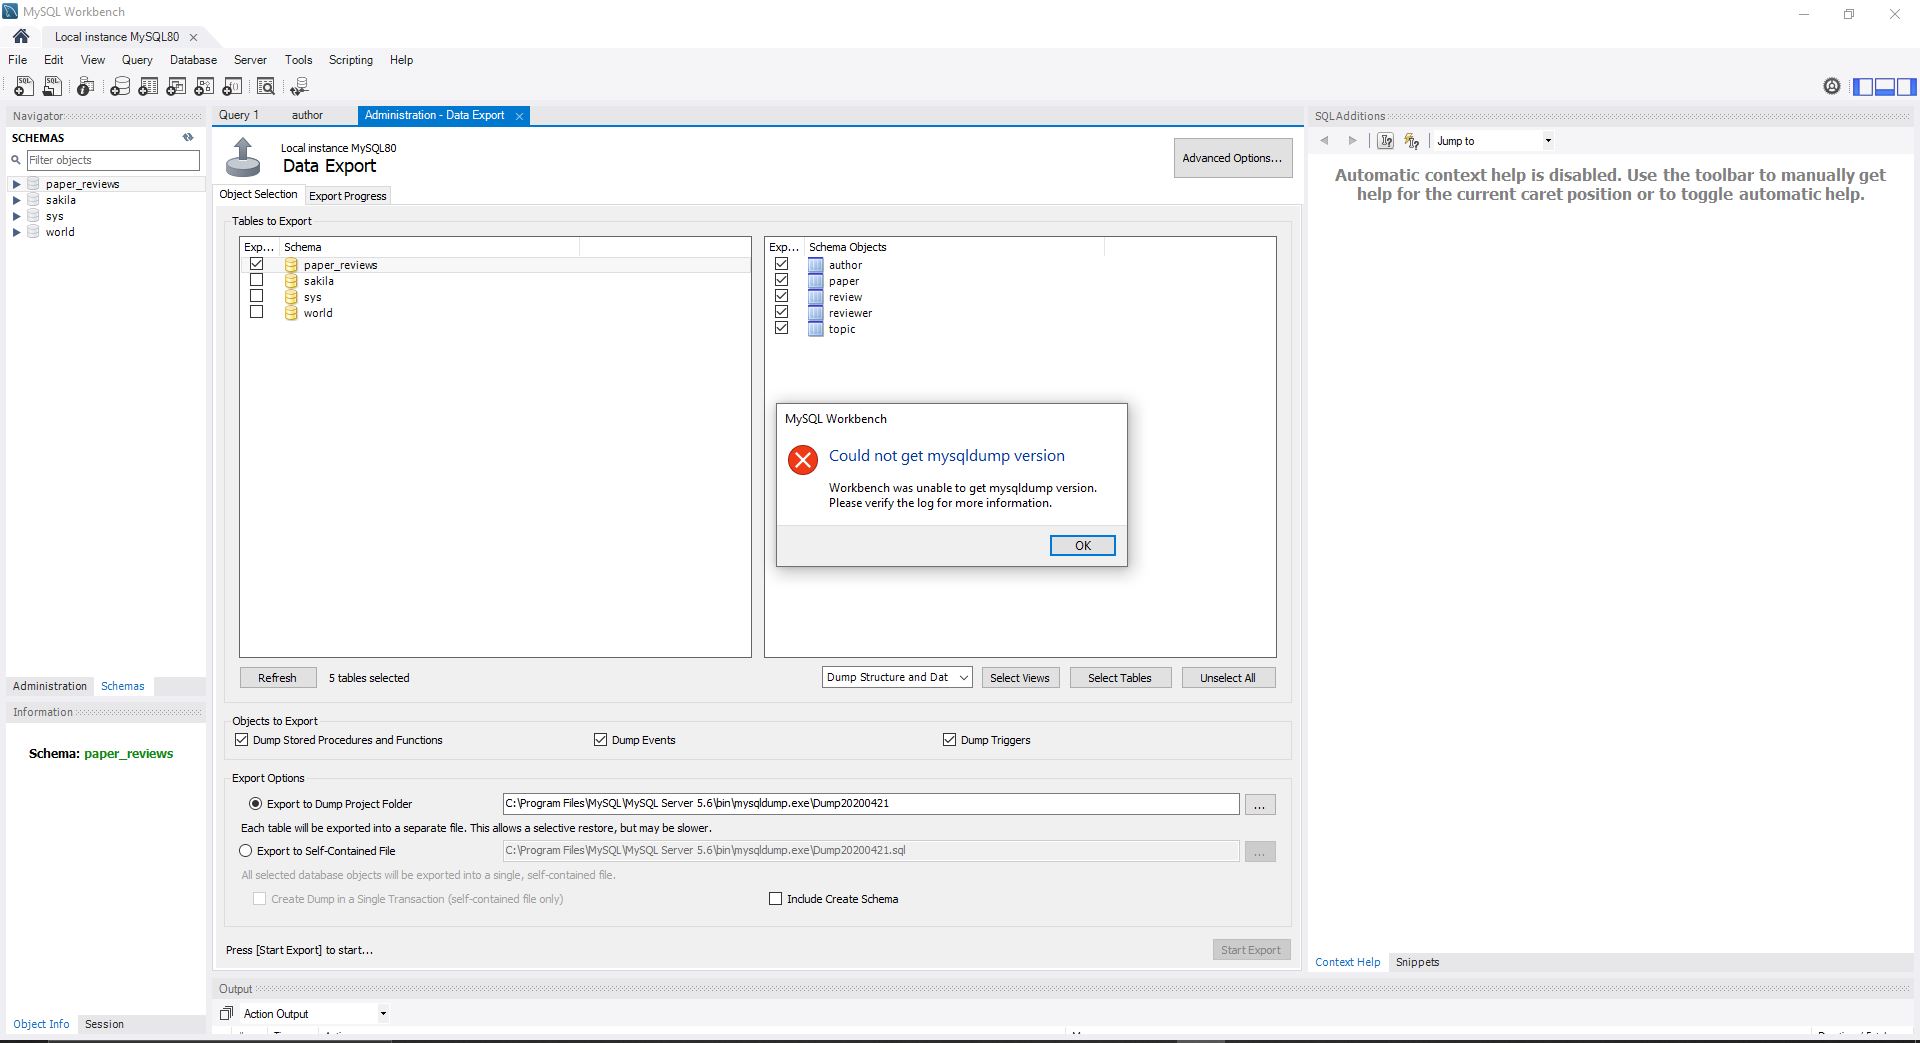 MySQL Workbench
Local instance MySQL80
File Edit View Query Database Server Tools Scripting Help
Navigator
SCHEMAS
Filter objects
paper_reviews
sakila
sys
world
Administration Schemas
Information
Schema: paper_reviews
Object Info Session
Query 1 author Administration - Data Export
Local instance MySQL80
Data Export
Advanced Options...
Object Selection Export Progress
Tables to Export
Exp... Schema
paper_reviews
sakila
sys
world
Exp... Schema Objects
author
paper
review
reviewer
topic
MySQL Workbench
Could not get mysqldump version
Workbench was unable to get mysqldump version.
Please verify the log for more information.
OK
Refresh 5 tables selected Dump Structure and Dat Select Views Select Tables Unselect All
Objects to Export
Dump Stored Procedures and Functions Dump Events Dump Triggers
Export Options
Export to Dump Project Folder C:\Program Files\MySQL\MySQL Server 5.6\bin\mysqldump.exe\Dump20200421 ...
Each table will be exported into a separate file. This allows a selective restore, but may be slower.
Export to Self-Contained File C:\Program Files\MySQL\MySQL Server 5.6\bin\mysqldump.exe\Dump20200421.sql ...
All selected database objects will be exported into a single, self-contained file.
Create Dump in a Single Transaction (self-contained file only) Include Create Schema
Press [Start Export] to start... Start Export
Output
Action Output
SQLAdditions
Jump to
Automatic context help is disabled. Use the toolbar to manually get
help for the current caret position or to toggle automatic help.
Context Help Snippets